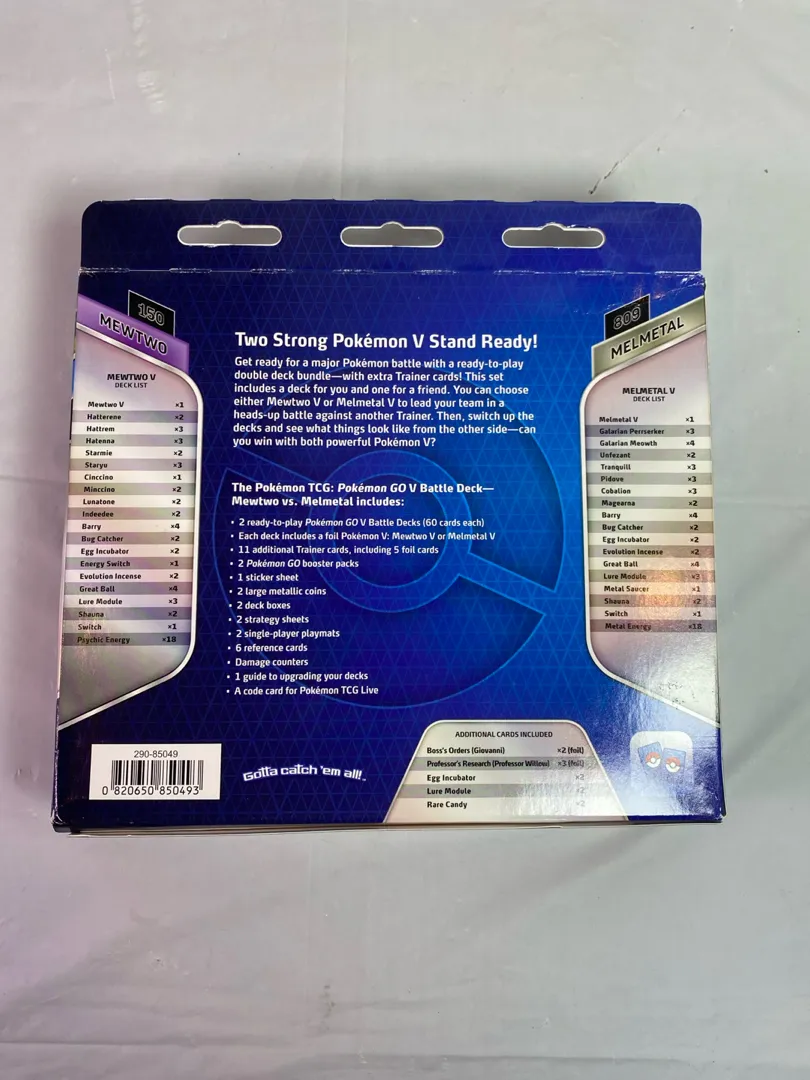 150
MEWTWO
MEWTWO V
DECK LIST
Mewtwo V ×1
Hatterene ×2
Hattrem ×3
Hatenna ×3
Starmie ×2
Staryu ×3
Cinccino ×1
Minccino ×2
Lunatone ×2
Indeedee ×2
Barry ×4
Bug Catcher ×2
Egg Incubator ×2
Energy Switch ×1
Evolution Incense ×2
Great Ball ×4
Lure Module ×3
Shauna ×2
Switch ×1
Psychic Energy ×18
Two Strong Pokémon V Stand Ready!
Get ready for a major Pokémon battle with a ready-to-play
double deck bundle—with extra Trainer cards! This set
includes a deck for you and one for a friend. You can choose
either Mewtwo V or Melmetal V to lead your team in a
heads-up battle against another Trainer. Then, switch up the
decks and see what things look like from the other side—can
you win with both powerful Pokémon V?
The Pokémon TCG: Pokémon GO V Battle Deck—
Mewtwo vs. Melmetal includes:
• 2 ready-to-play Pokémon GO V Battle Decks (60 cards each)
• Each deck includes a foil Pokémon V: Mewtwo V or Melmetal V
• 11 additional Trainer cards, including 5 foil cards
• 2 Pokémon GO booster packs
• 1 sticker sheet
• 2 large metallic coins
• 2 deck boxes
• 2 strategy sheets
• 2 single-player playmats
• 6 reference cards
• Damage counters
• 1 guide to upgrading your decks
• A code card for Pokémon TCG Live
809
MELMETAL
MELMETAL V
DECK LIST
Melmetal V ×1
Galarian Perrserker ×3
Galarian Meowth ×4
Unfezant ×2
Tranquill ×3
Pidove ×3
Cobalion ×3
Magearna ×2
Barry ×4
Bug Catcher ×2
Egg Incubator ×2
Evolution Incense ×2
Great Ball ×4
Lure Module ×3
Metal Saucer ×1
Shauna ×2
Switch ×1
Metal Energy ×18
290-85049
0 820650 850493
Gotta catch 'em all!™
ADDITIONAL CARDS INCLUDED
Boss's Orders (Giovanni) ×2 (foil)
Professor's Research (Professor Willow) ×3 (foil)
Egg Incubator ×2
Lure Module ×2
Rare Candy ×2